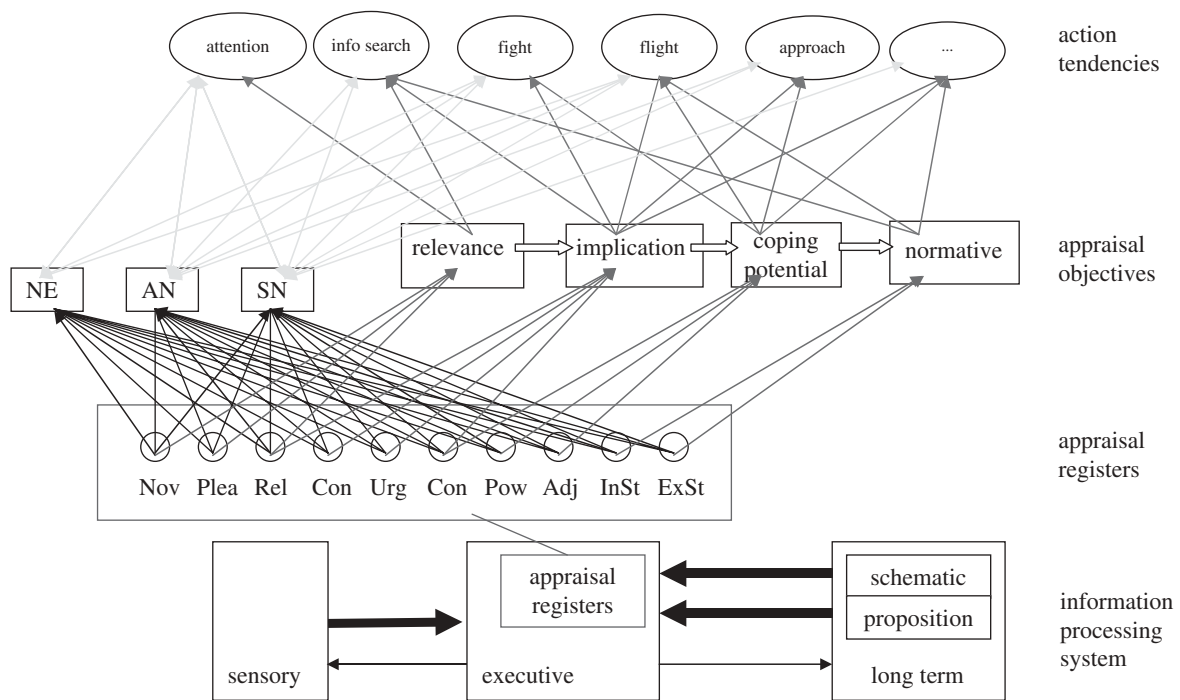 attention
info search
fight
flight
approach
...
action
tendencies
relevance
implication
coping
potential
normative
appraisal
objectives
NE
AN
SN
appraisal
registers
Nov
Plea
Rel
Con
Urg
Con
Pow
Adj
InSt
ExSt
appraisal
registers
schematic
proposition
information
processing
system
sensory
executive
long term